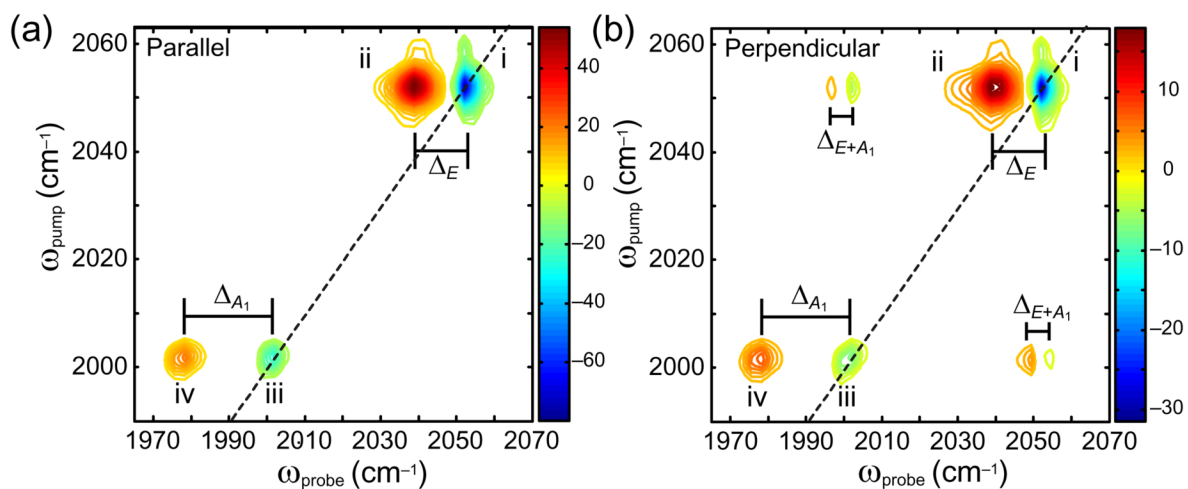 (a)
Parallel
ii
i
2060
2040
2020
2000
ω_pump (cm⁻¹)
Δ_E
Δ_A₁
iv
iii
1970 1990 2010 2030 2050 2070
ω_probe (cm⁻¹)
40
20
0
−20
−40
−60
(b)
Perpendicular
ii
i
2060
2040
2020
2000
ω_pump (cm⁻¹)
Δ_E+A₁
Δ_E
Δ_A₁
Δ_E+A₁
iv
iii
1970 1990 2010 2030 2050 2070
ω_probe (cm⁻¹)
10
0
−10
−20
−30